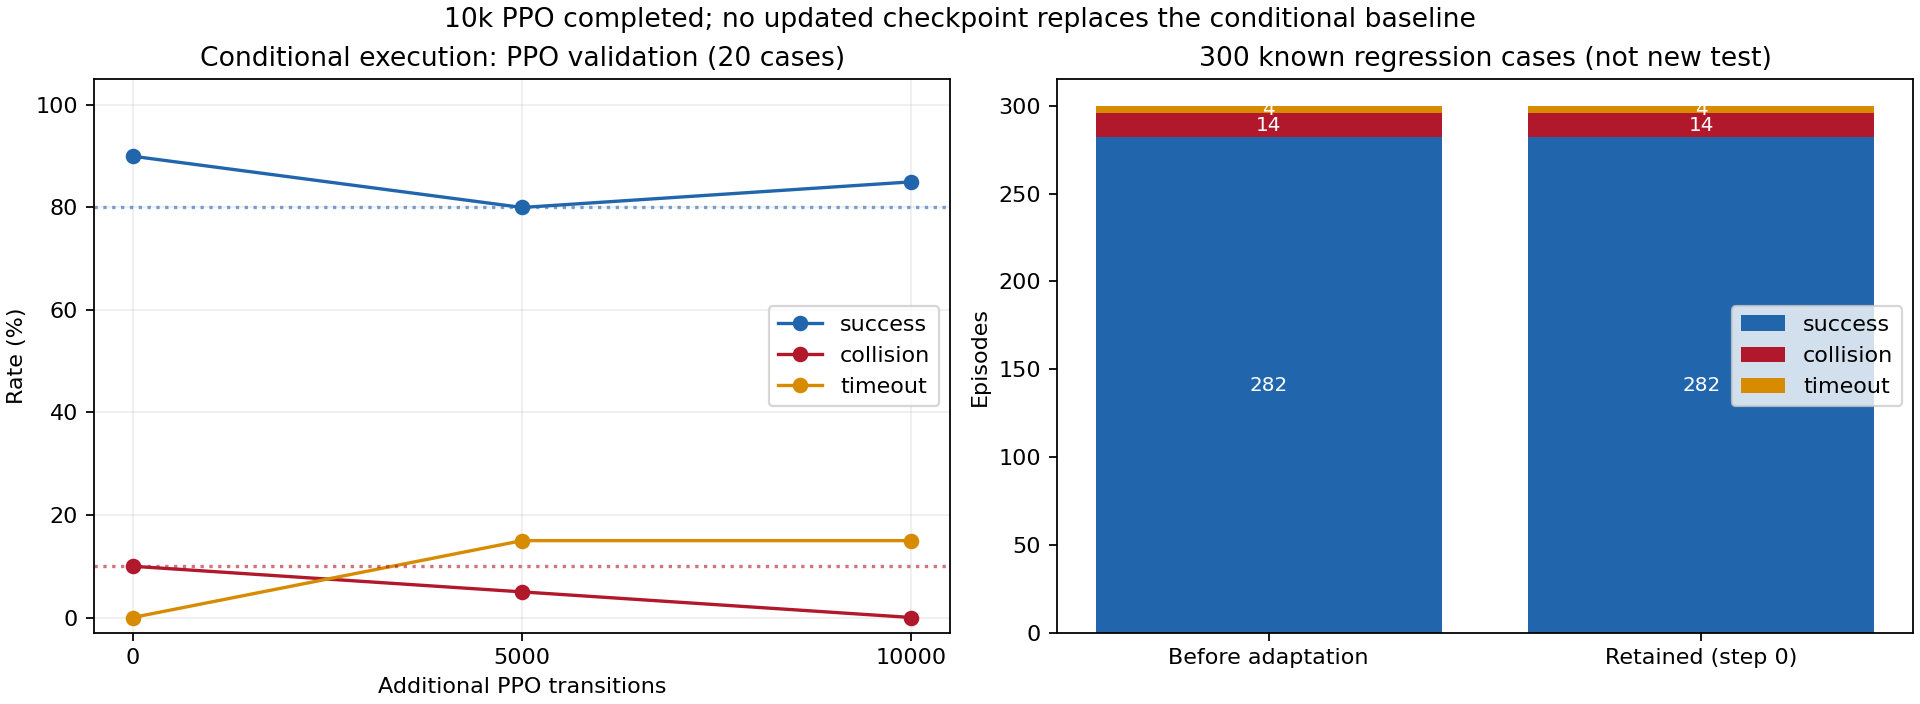 10k PPO completed; no updated checkpoint replaces the conditional baseline
Conditional execution: PPO validation (20 cases)
Rate (%)
100
80
60
40
20
0
0
5000
10000
Additional PPO transitions
success
collision
timeout
300 known regression cases (not new test)
Episodes
300
250
200
150
100
50
0
4
14
282
4
14
282
success
collision
timeout
Before adaptation
Retained (step 0)